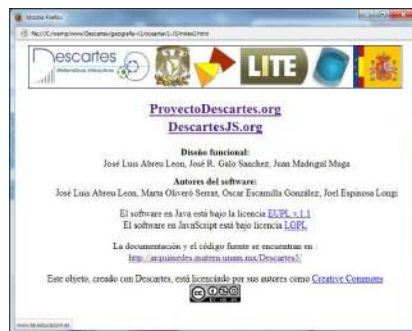 Mozilla Firefox
Descartes
Matemáticas Interactivas
LITE
ProyectoDescartes.org
DescartesJS.org
Diseño funcional:
José Luis Abreu Leon, José R. Galo Sanchez, Juan Madrigal Muga
Autores del software:
José Luis Abreu Leon, Marta Oliveró Serrat, Oscar Escamilla González, Joel Espinosa Longi
El software en Java está bajo la licencia EUPL v.1.1
El software en JavaScript está bajo licencia LGPL
La documentación y el código fuente se encuentran en :
http://arquimedes.matem.unam.mx/Descartes5/
Este objeto, creado con Descartes, está licenciado por sus autores como Creative Commons